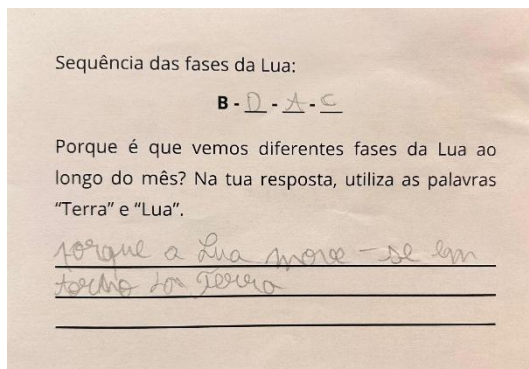 Sequência das fases da Lua:
B - D - A - C
Porque é que vemos diferentes fases da Lua ao
longo do mês? Na tua resposta, utiliza as palavras
“Terra” e “Lua”.
porque a Lua move-se em
torno da Terra